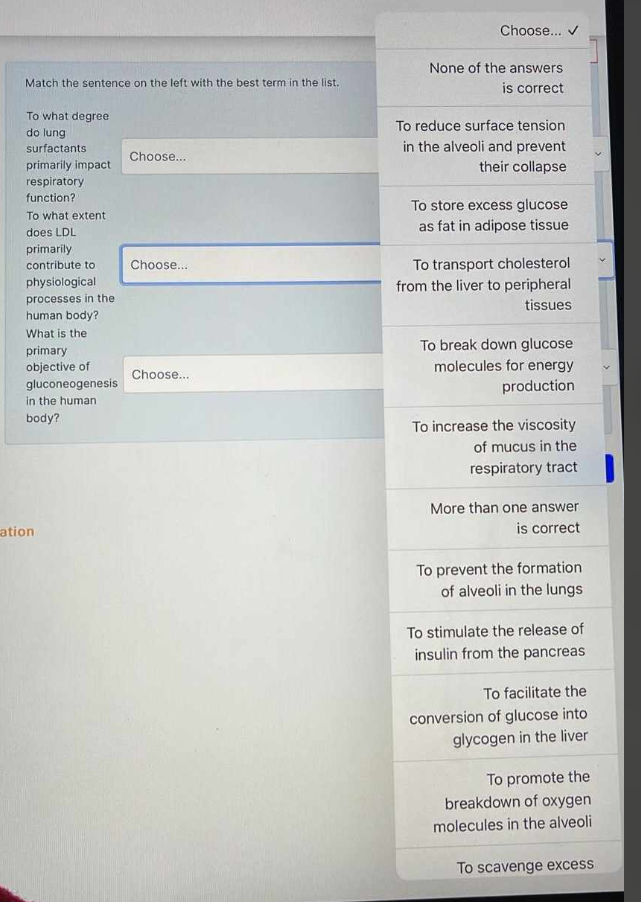 Match the sentence on the left with the best term in the list.
To what degree
do lung
surfactants
primarily impact
respiratory
function?
Choose...
To what extent
does LDL
primarily
contribute to
physiological
processes in the
human body?
Choose...
What is the
primary
objective of
gluconeogenesis
in the human
body?
Choose...
ation
Choose... ✓
None of the answers
is correct
To reduce surface tension
in the alveoli and prevent
their collapse
To store excess glucose
as fat in adipose tissue
To transport cholesterol
from the liver to peripheral
tissues
To break down glucose
molecules for energy
production
To increase the viscosity
of mucus in the
respiratory tract
More than one answer
is correct
To prevent the formation
of alveoli in the lungs
To stimulate the release of
insulin from the pancreas
To facilitate the
conversion of glucose into
glycogen in the liver
To promote the
breakdown of oxygen
molecules in the alveoli
To scavenge excess